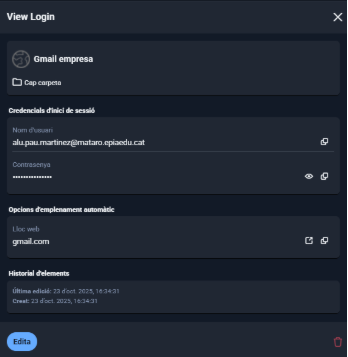 View Login
Gmail empresa
Cap carpeta
Credencials d'inici de sessió
Nom d'usuari
alu.pau.martinez@mataro.epiaedu.cat
Contrasenya
•••••••••••••••
Opcions d'emplenament automàtic
Lloc web
gmail.com
Historial d'elements
Última edició: 23 d'oct. 2025, 16:34:31
Creat: 23 d'oct. 2025, 16:34:31
Edita